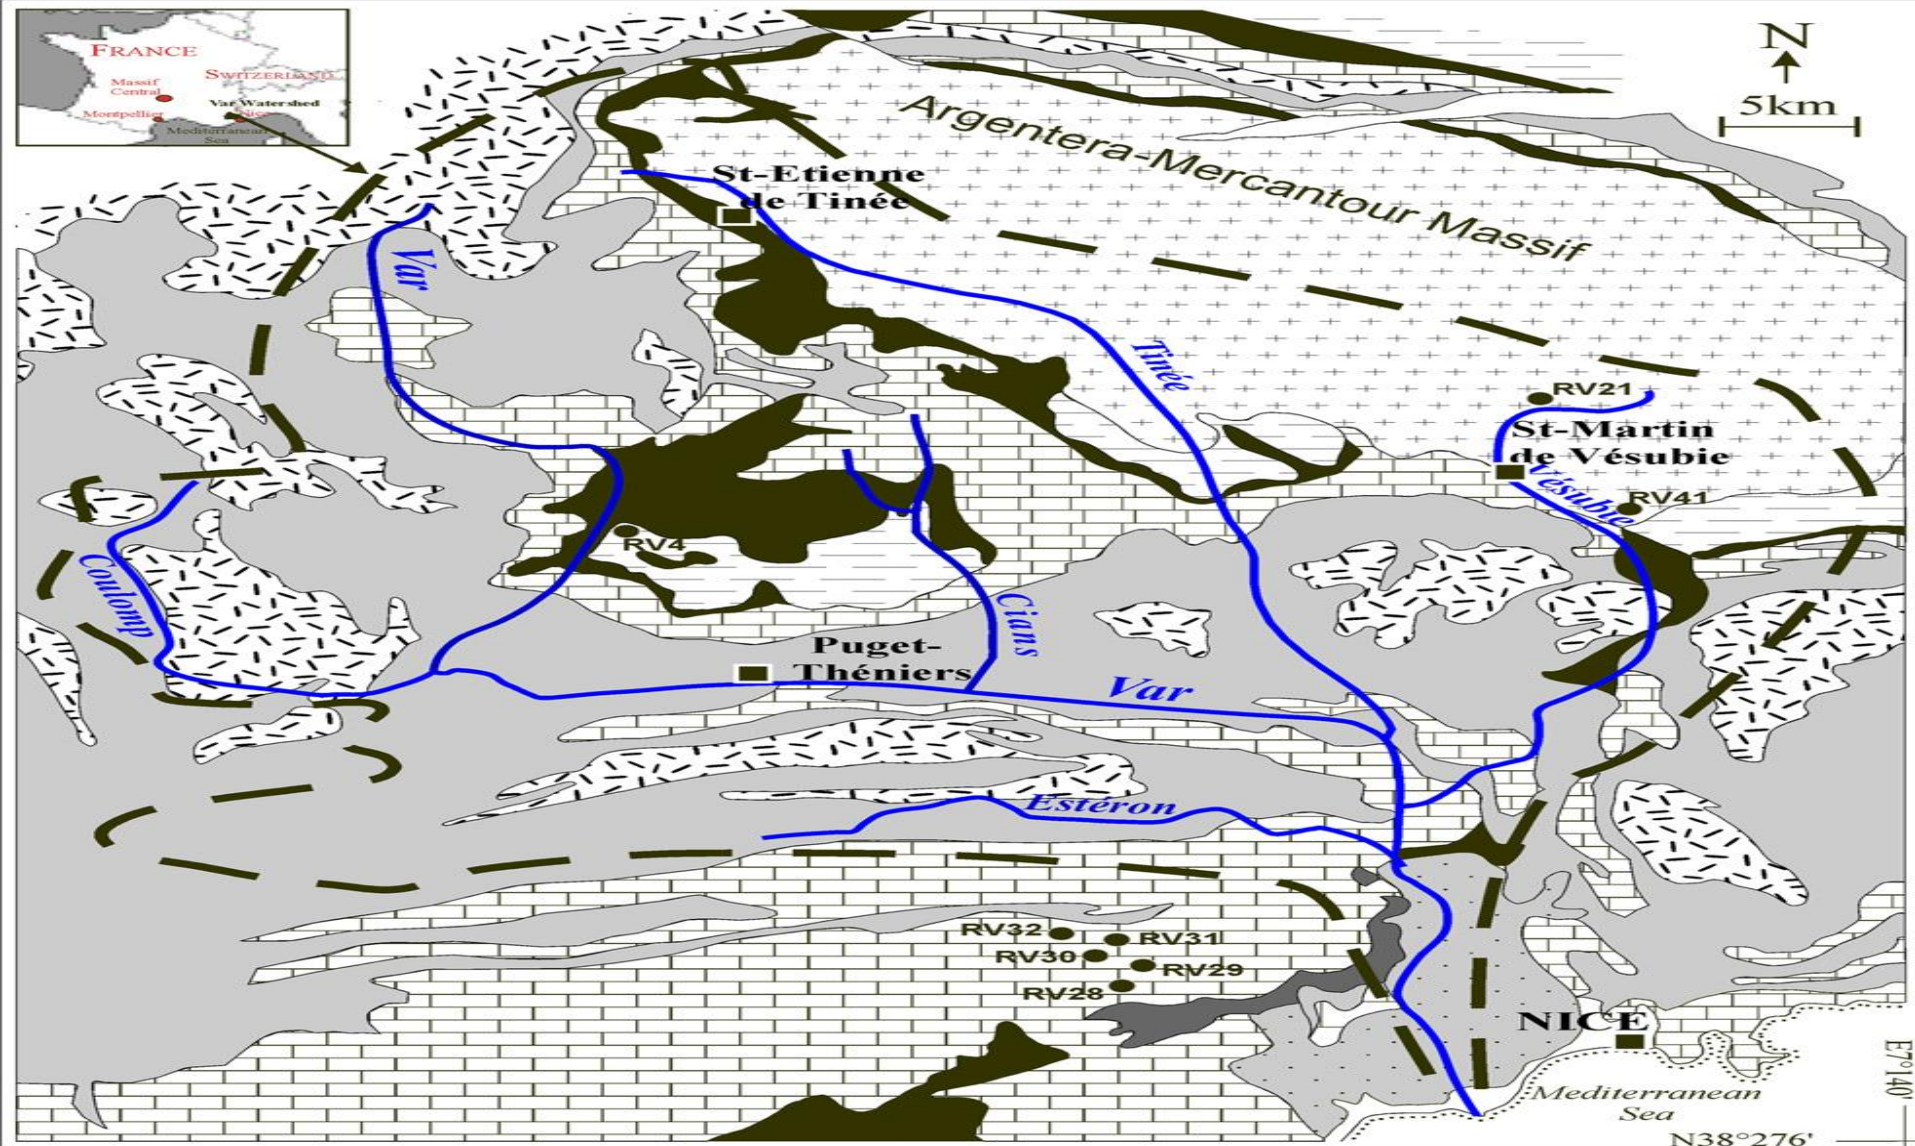 FRANCE
SWITZERLAND
Massif
Central
Var Watershed
Montpellier
Nice
Mediterranean
Sea
N
5km
Argentera-Mercantour Massif
St-Etienne
de Tinée
Var
Tinée
RV21
St-Martin
de Vésubie
Vésubie
RV41
RV4
Coulomp
Cians
Puget-
Théniers
Var
Estéron
RV32
RV31
RV30
RV29
RV28
NICE
Mediterranean
Sea
E7°140'
N38°276'